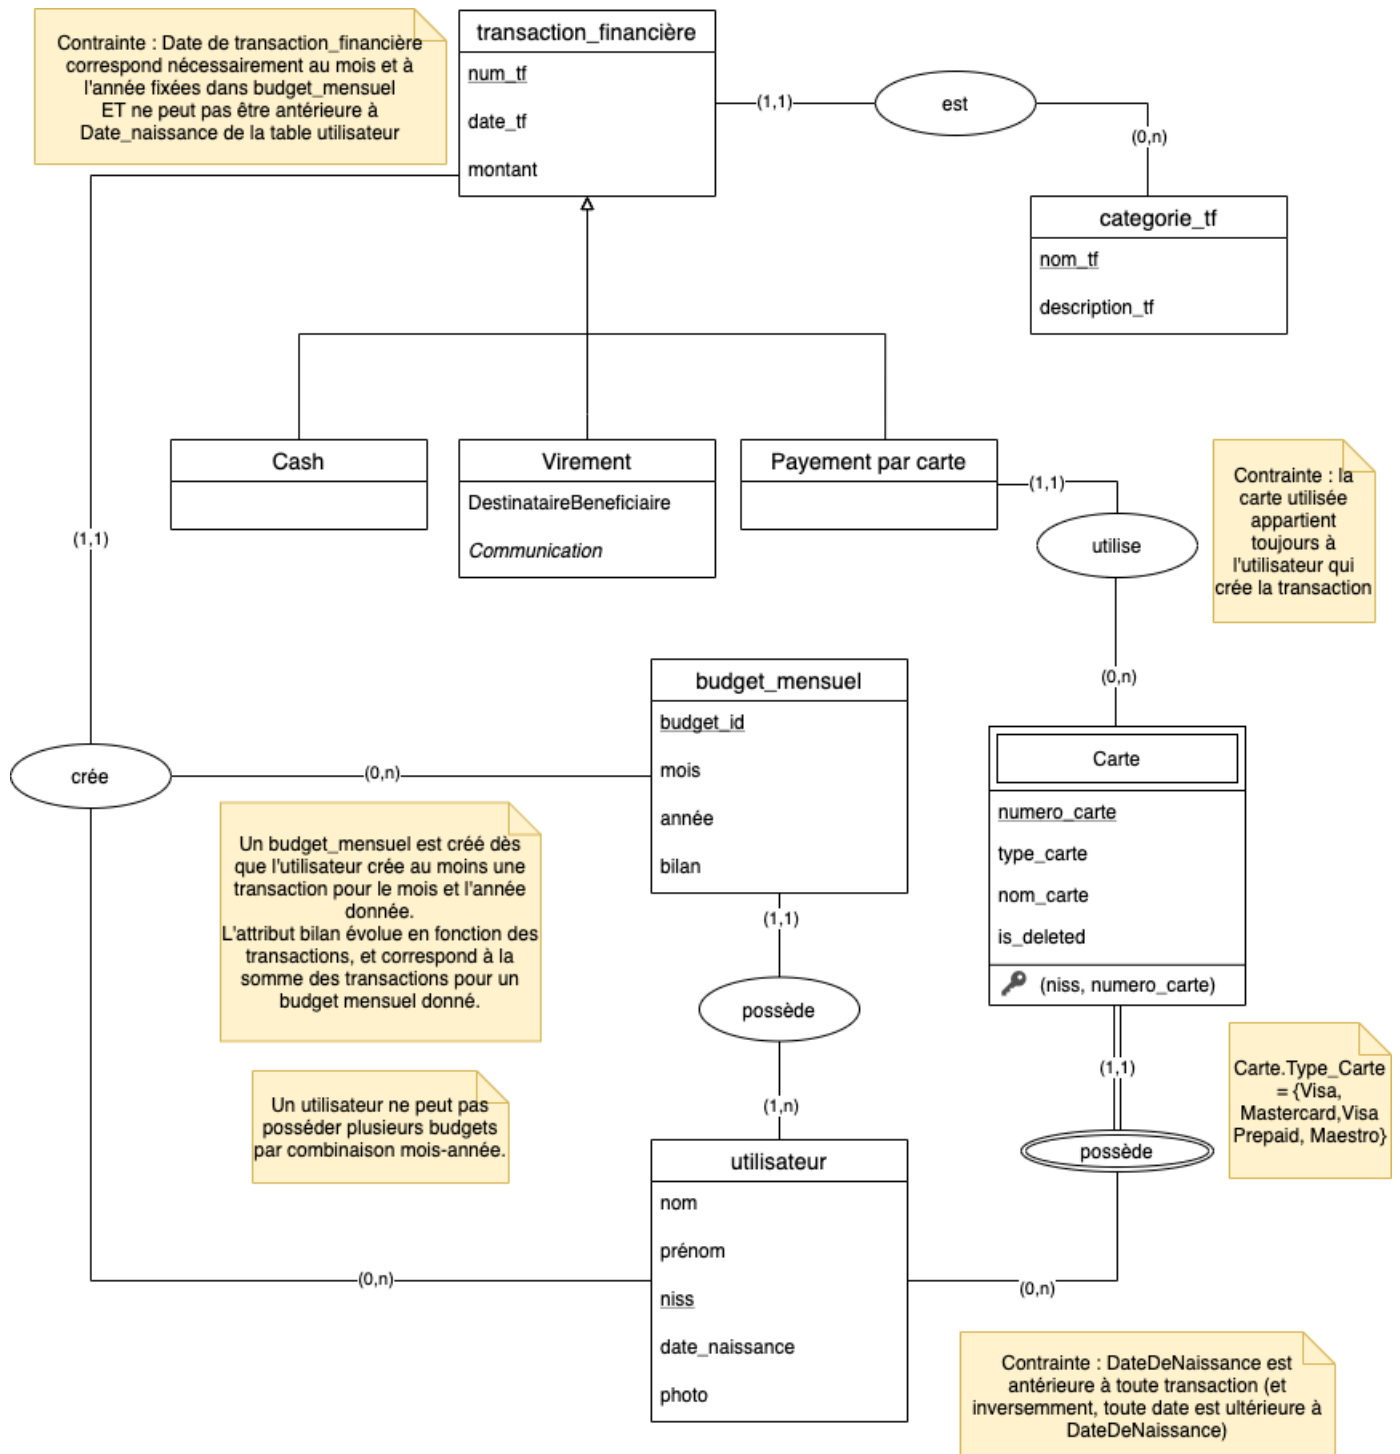 Contrainte : Date de transaction_financière
correspond nécessairement au mois et à
l'année fixées dans budget_mensuel
ET ne peut pas être antérieure à
Date_naissance de la table utilisateur
transaction_financière
num_tf
date_tf
montant
(1,1)
est
(0,n)
categorie_tf
nom_tf
description_tf
Cash
Virement
DestinataireBeneficiaire
Communication
Payement par carte
(1,1)
utilise
(0,n)
Contrainte : la
carte utilisée
appartient
toujours à
l'utilisateur qui
crée la transaction
(1,1)
crée
(0,n)
budget_mensuel
budget_id
mois
année
bilan
Carte
numero_carte
type_carte
nom_carte
is_deleted
(niss, numero_carte)
Un budget_mensuel est créé dès
que l'utilisateur crée au moins une
transaction pour le mois et l'année
donnée.
L'attribut bilan évolue en fonction des
transactions, et correspond à la
somme des transactions pour un
budget mensuel donné.
(1,1)
possède
(1,n)
Un utilisateur ne peut pas
posséder plusieurs budgets
par combinaison mois-année.
(1,1)
possède
(0,n)
Carte.Type_Carte
= {Visa,
Mastercard,Visa
Prepaid, Maestro}
utilisateur
nom
prénom
niss
date_naissance
photo
(0,n)
Contrainte : DateDeNaissance est
antérieure à toute transaction (et
inversemment, toute date est ultérieure à
DateDeNaissance)